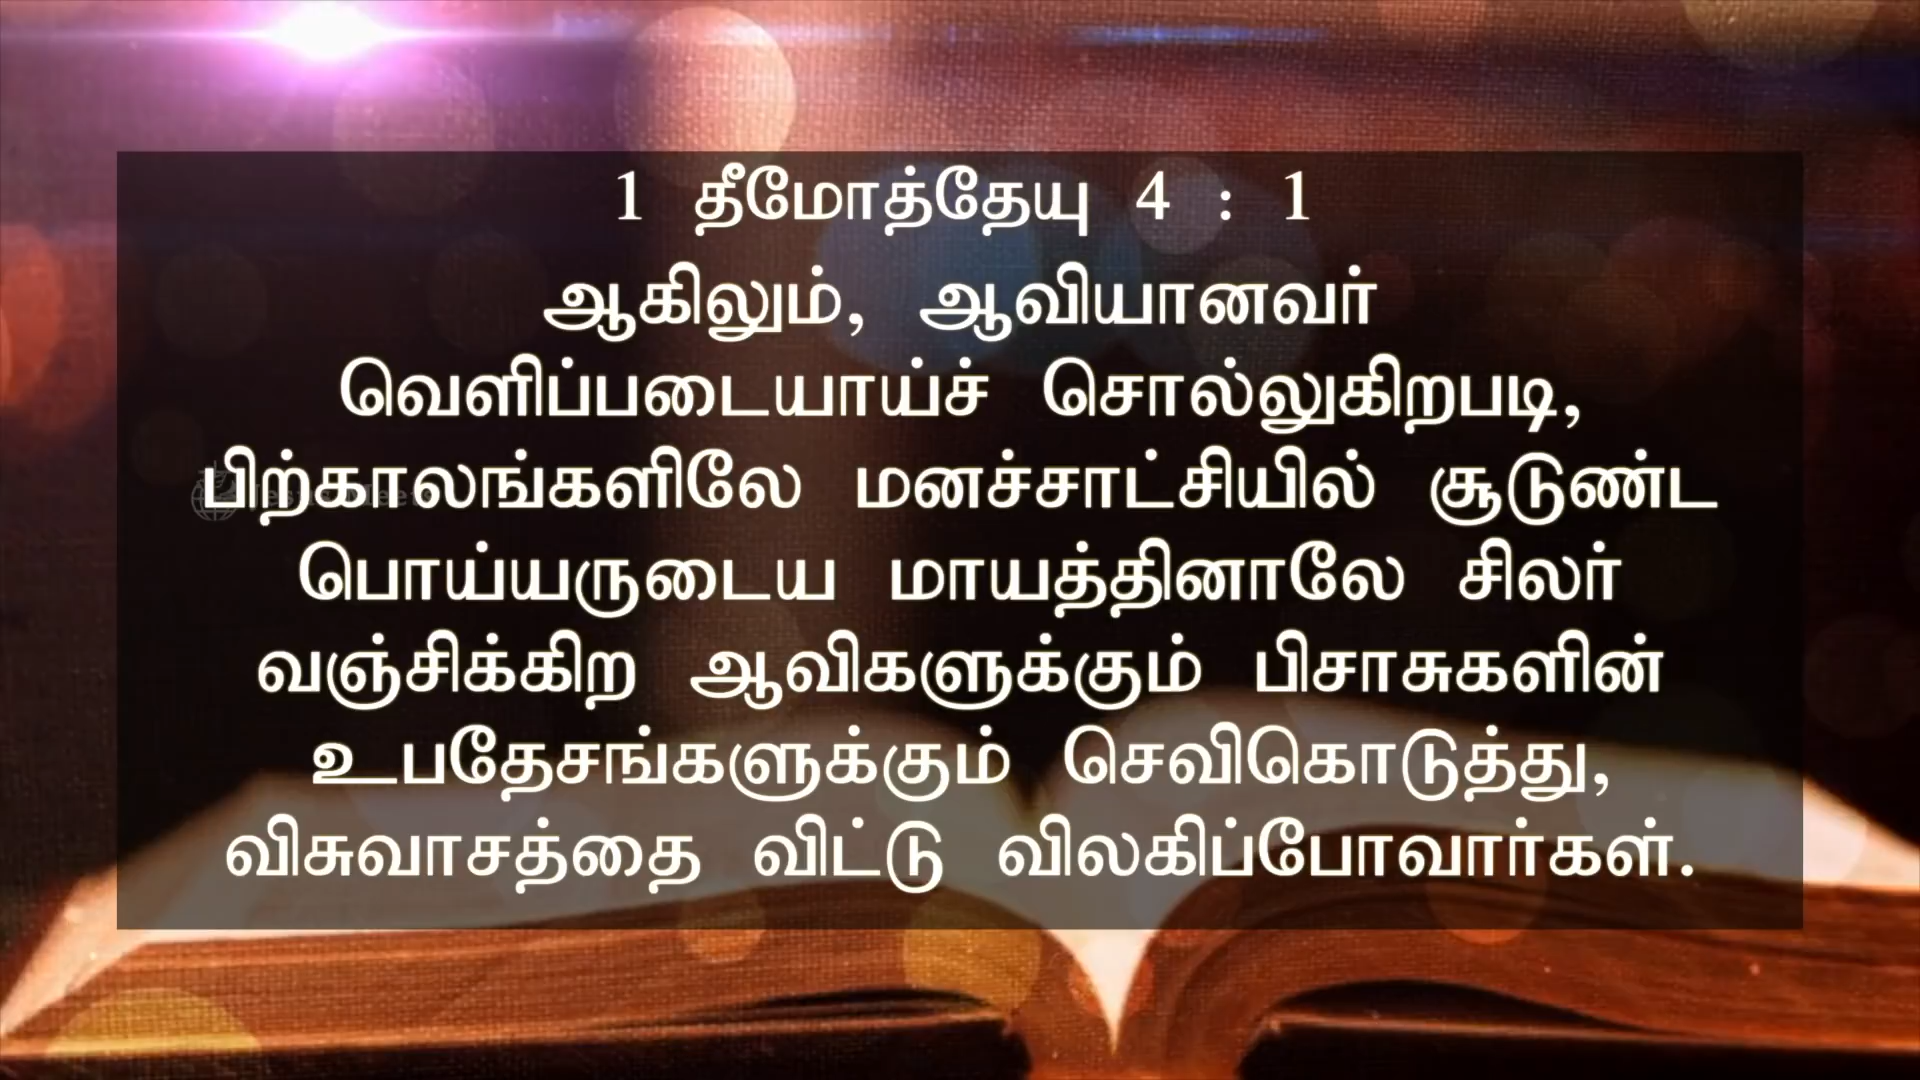 1 தீமோத்தேயு 4 : 1
ஆகிலும், ஆவியானவர்
வெளிப்படையாய்ச் சொல்லுகிறபடி,
பிற்காலங்களிலே மனச்சாட்சியில் சூடுண்ட
பொய்யருடைய மாயத்தினாலே சிலர்
வஞ்சிக்கிற ஆவிகளுக்கும் பிசாசுகளின்
உபதேசங்களுக்கும் செவிகொடுத்து,
விசுவாசத்தை விட்டு விலகிப்போவார்கள்.